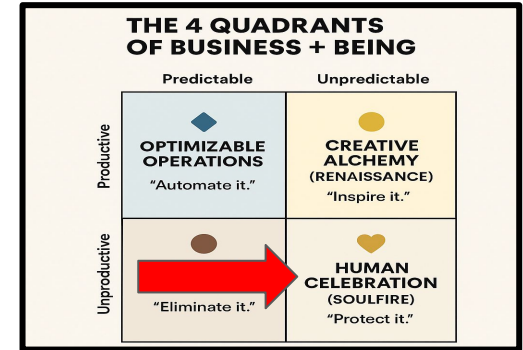 THE 4 QUADRANTS
OF BUSINESS + BEING
Predictable
Unpredictable
Productive
OPTIMIZABLE
OPERATIONS
“Automate it.”
CREATIVE
ALCHEMY
(RENAISSANCE)
“Inspire it.”
Unproductive
“Eliminate it.”
HUMAN
CELEBRATION
(SOULFIRE)
“Protect it.”